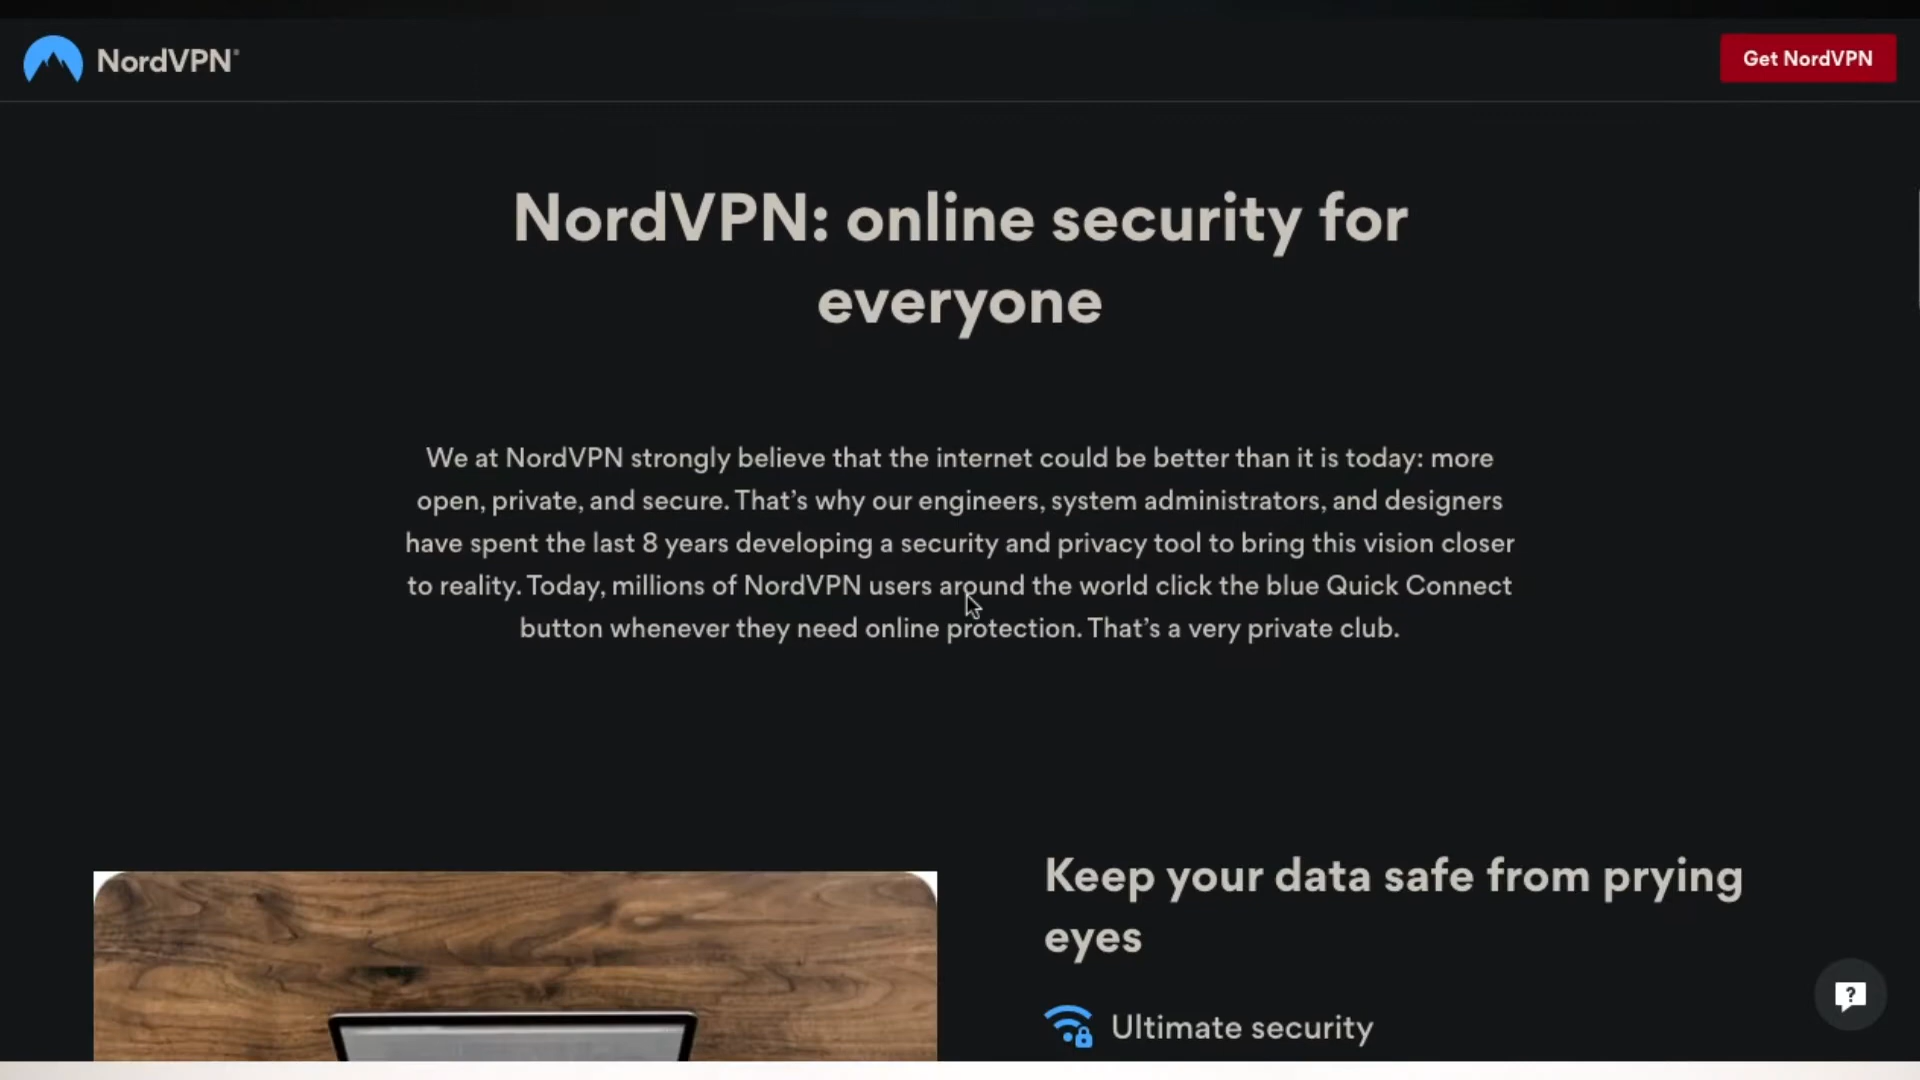 NordVPN®
Get NordVPN
NordVPN: online security for
everyone
We at NordVPN strongly believe that the internet could be better than it is today: more
open, private, and secure. That’s why our engineers, system administrators, and designers
have spent the last 8 years developing a security and privacy tool to bring this vision closer
to reality. Today, millions of NordVPN users around the world click the blue Quick Connect
button whenever they need online protection. That’s a very private club.
Keep your data safe from prying
eyes
Ultimate security